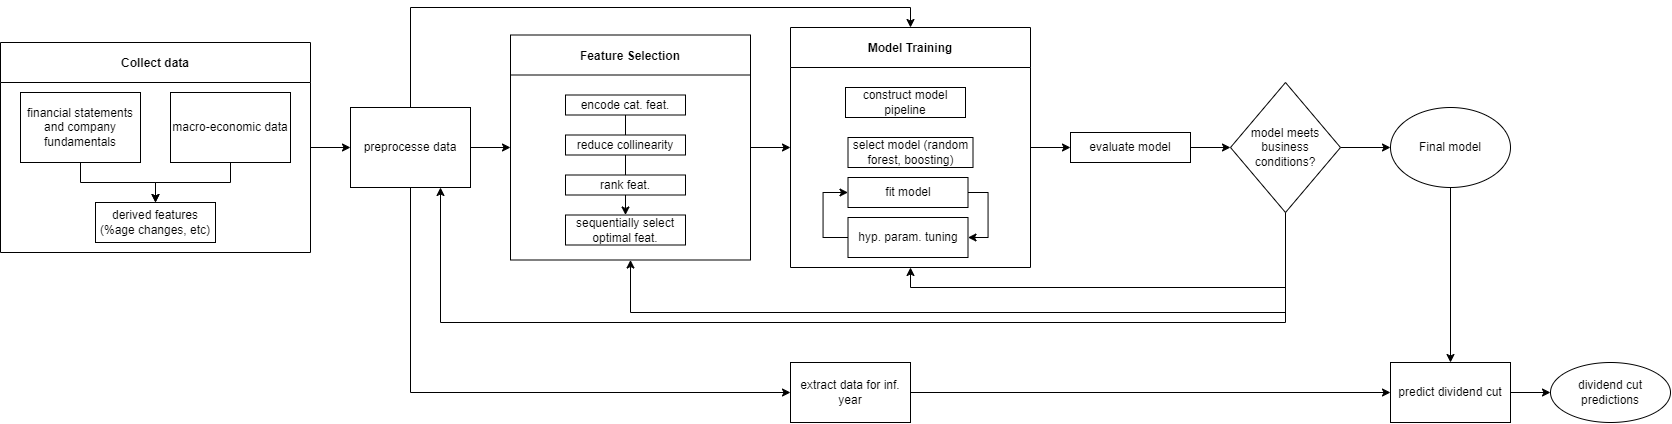 Collect data
financial statements
and company
fundamentals
macro-economic data
derived features
(%age changes, etc)
preprocesse data
Feature Selection
encode cat. feat.
reduce collinearity
rank feat.
sequentially select
optimal feat.
Model Training
construct model
pipeline
select model (random
forest, boosting)
fit model
hyp. param. tuning
evaluate model
model meets
business
conditions?
Final model
extract data for inf.
year
predict dividend cut
dividend cut
predictions